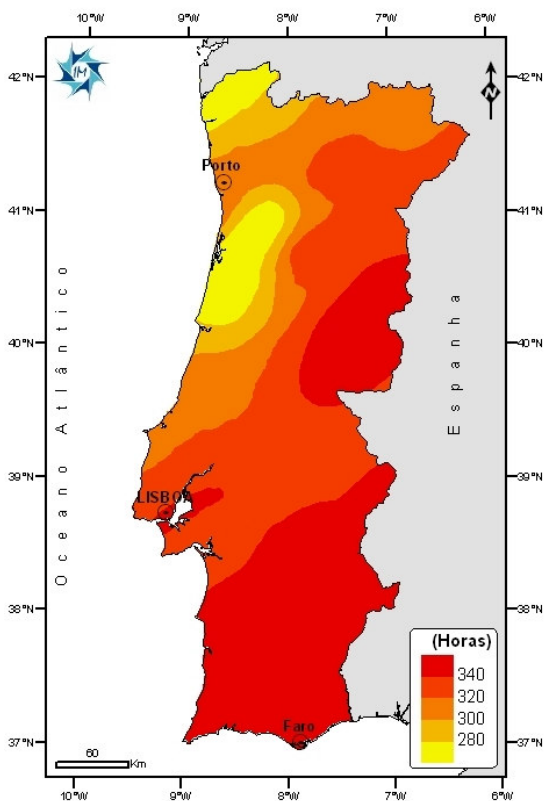 10°W 9°W 8°W 7°W 6°W
IM
N
42°N 42°N
Porto
41°N 41°N
Oceano Atlântico
Espanha
40°N 40°N
39°N 39°N
LISBOA
38°N 38°N
(Horas)
340
320
300
280
Faro
37°N 37°N
60
Km
10°W 9°W 8°W 7°W 6°W